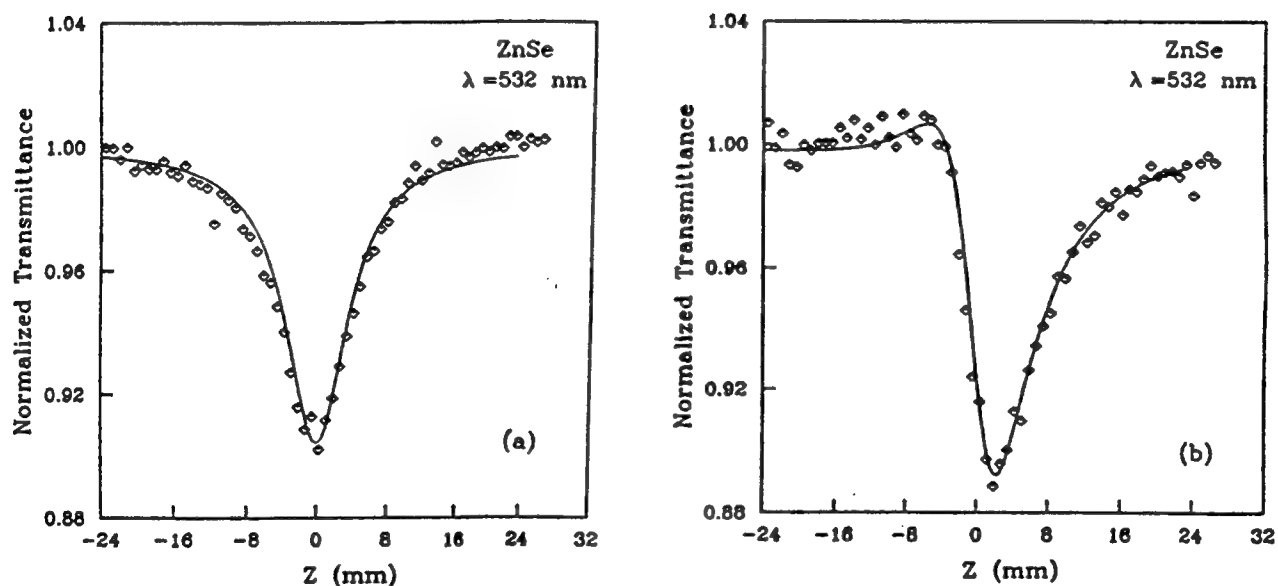 1.04
ZnSe
λ =532 nm
1.00
0.96
0.92
0.88
Normalized Transmittance
(a)
-24 -16 -8 0 8 16 24 32
Z (mm)
1.04
ZnSe
λ =532 nm
1.00
0.96
0.92
0.88
Normalized Transmittance
(b)
-24 -16 -8 0 8 16 24 32
Z (mm)